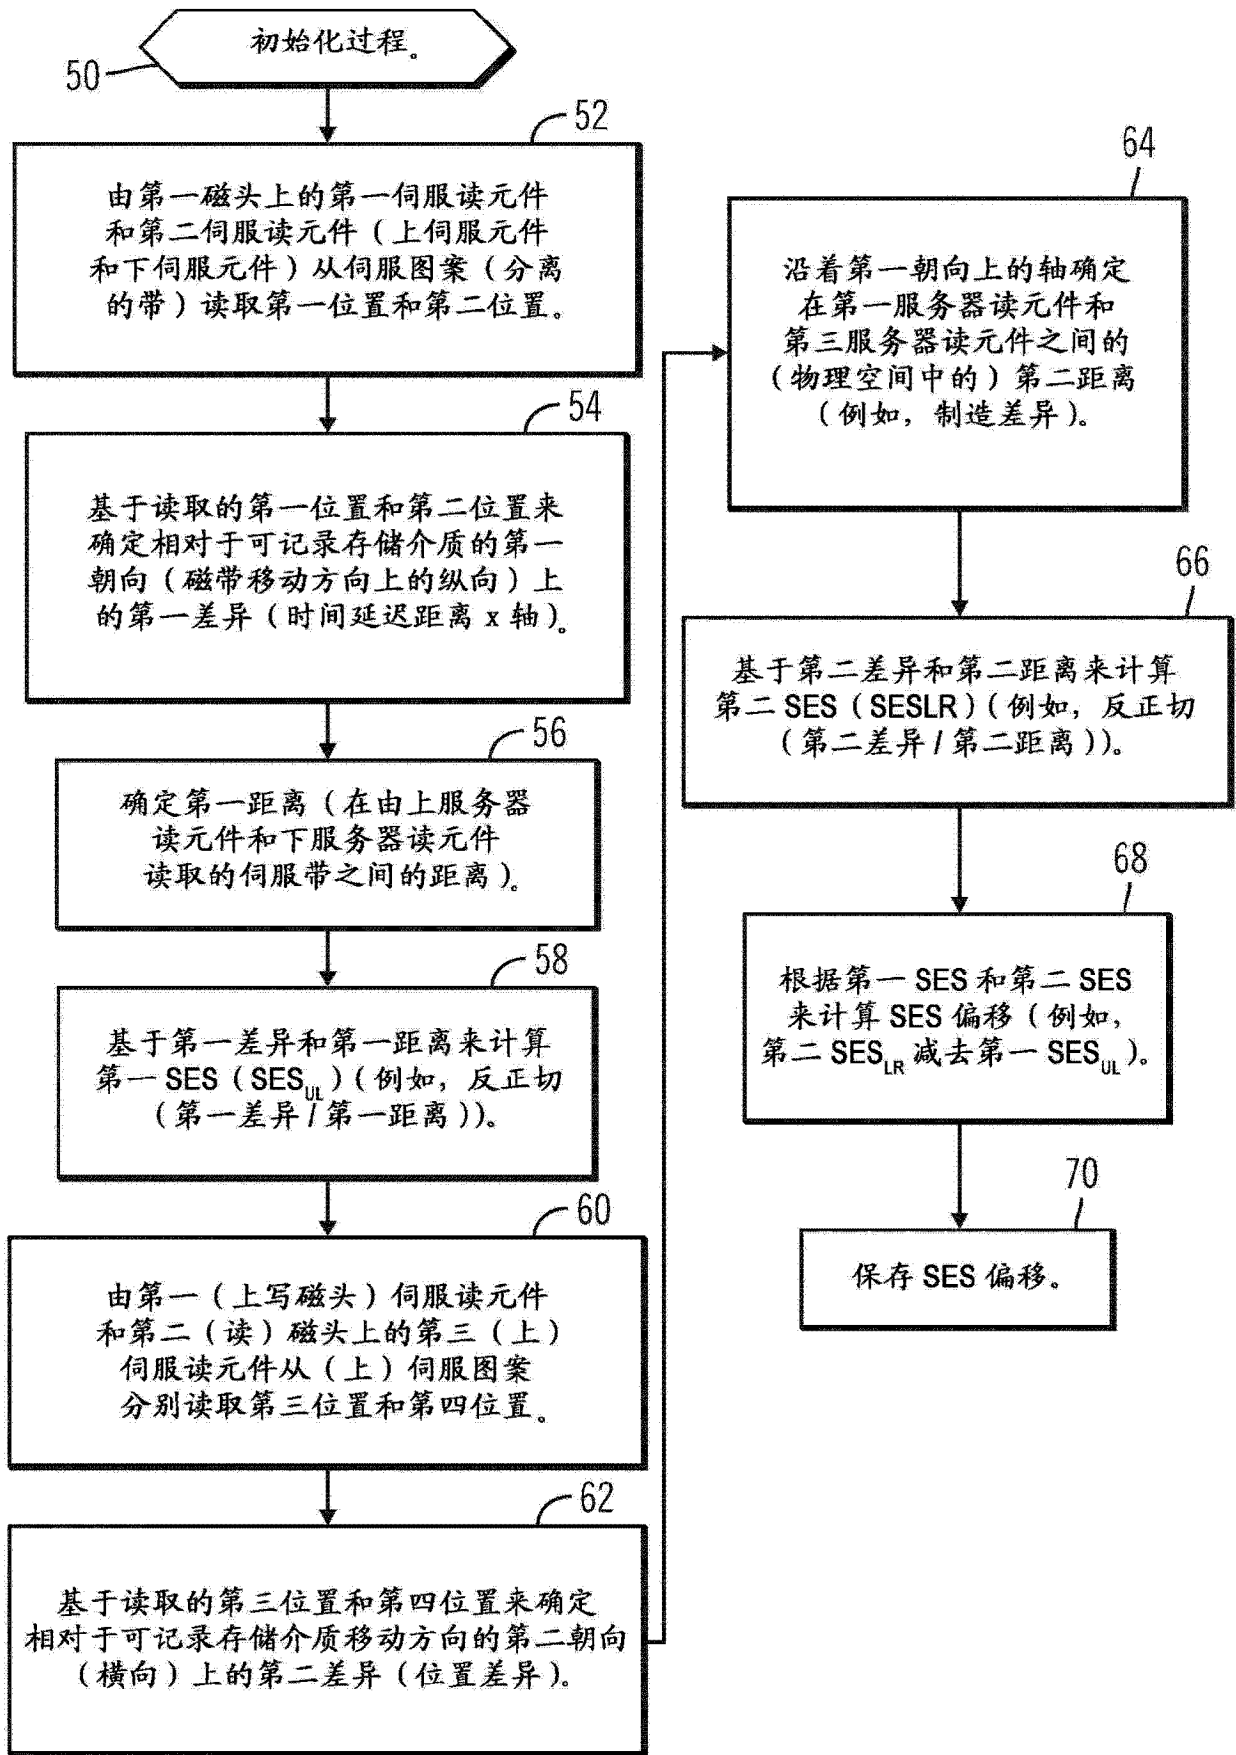 初始化过程。
50
52
由第一磁头上的第一伺服读元件
和第二伺服读元件（上伺服元件
和下伺服元件）从伺服图案（分离
的带）读取第一位置和第二位置。
54
基于读取的第一位置和第二位置来
确定相对于可记录存储介质的第一
朝向（磁带移动方向上的纵向）上
的第一差异（时间延迟距离 x 轴）。
56
确定第一距离（在由上服务器
读元件和下服务器读元件
读取的伺服带之间的距离）。
58
基于第一差异和第一距离来计算
第一 SES（SES_UL）（例如，反正切
（第一差异 / 第一距离））。
60
由第一（上写磁头）伺服读元件
和第二（读）磁头上的第三（上）
伺服读元件从（上）伺服图案
分别读取第三位置和第四位置。
62
基于读取的第三位置和第四位置来确定
相对于可记录存储介质移动方向的第二朝向
（横向）上的第二差异（位置差异）。
64
沿着第一朝向上的轴确定
在第一服务器读元件和
第三服务器读元件之间的
（物理空间中的）第二距离
（例如，制造差异）。
66
基于第二差异和第二距离来计算
第二 SES（SESLR）（例如，反正切
（第二差异 / 第二距离））。
68
根据第一 SES 和第二 SES
来计算 SES 偏移（例如，
第二 SES_LR 减去第一 SES_UL）。
70
保存 SES 偏移。